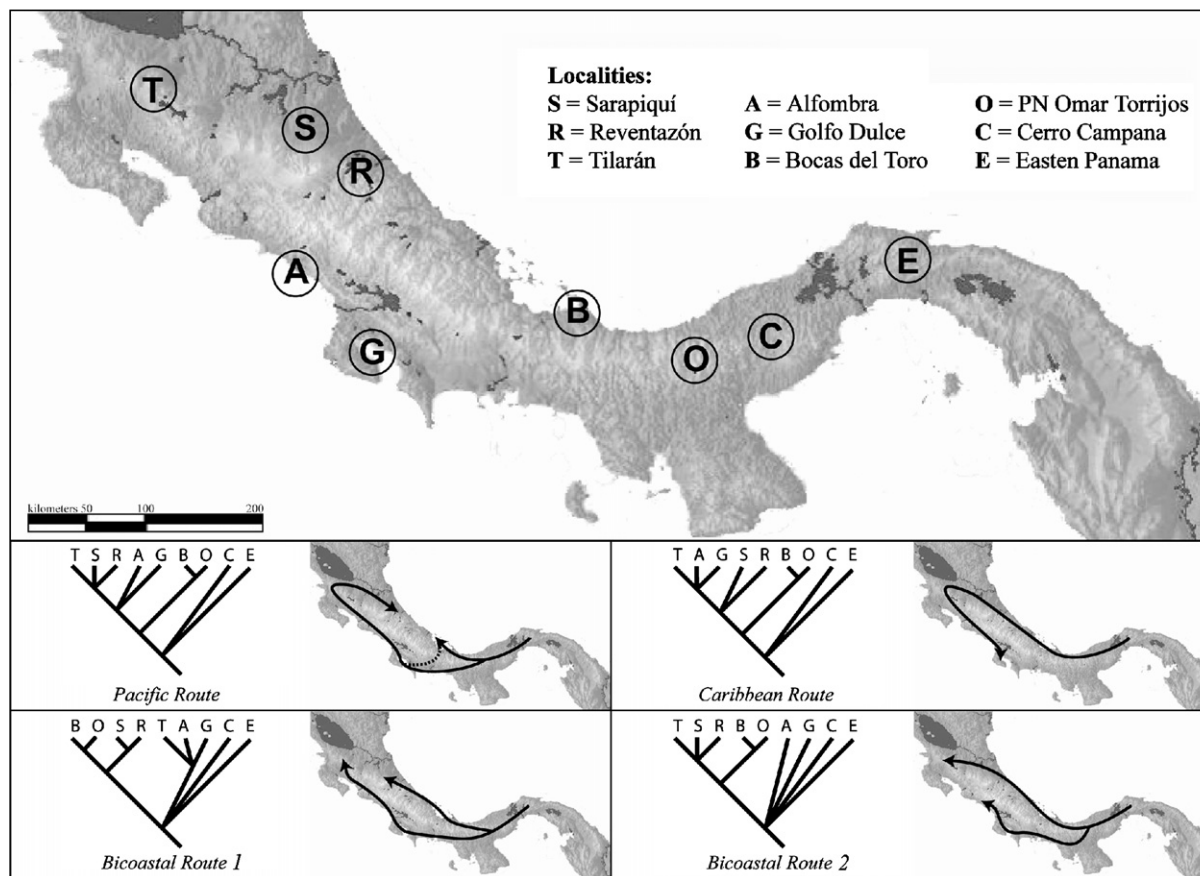 Localities:
S = Sarapiquí A = Alfombra O = PN Omar Torrijos
R = Reventazón G = Golfo Dulce C = Cerro Campana
T = Tilarán B = Bocas del Toro E = Easten Panama
T
S
R
A
B
E
G
O
C
kilometers 50 100 200
T S R A G B O C E
Pacific Route
T A G S R B O C E
Caribbean Route
B O S R T A G C E
Bicoastal Route 1
T S R B O A G C E
Bicoastal Route 2